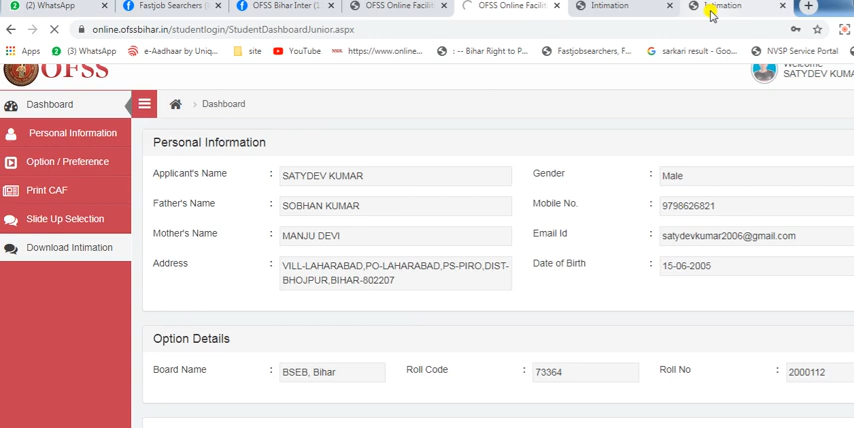 (2) WhatsApp
Fastjob Searchers (
OFSS Bihar Inter (1
OFSS Online Facilit
OFSS Online Facilit
Intimation
Intimation
online.ofssbihar.in/studentlogin/StudentDashboardJunior.aspx
Apps
(3) WhatsApp
e-Aadhaar by Uniq...
site
YouTube
https://www.online...
: -- Bihar Right to P...
Fastjobsearchers, F...
sarkari result - Goo...
NVSP Service Portal
OFSS
Welcome
SATYDEV KUMA
Dashboard
Personal Information
Option / Preference
Print CAF
Slide Up Selection
Download Intimation
> Dashboard
Personal Information
Applicant's Name : SATYDEV KUMAR Gender : Male
Father's Name : SOBHAN KUMAR Mobile No. : 9798626821
Mother's Name : MANJU DEVI Email Id : satydevkumar2006@gmail.com
Address : VILL-LAHARABAD,PO-LAHARABAD,PS-PIRO,DIST- Date of Birth : 15-06-2005
BHOJPUR,BIHAR-802207
Option Details
Board Name : BSEB, Bihar Roll Code : 73364 Roll No : 2000112